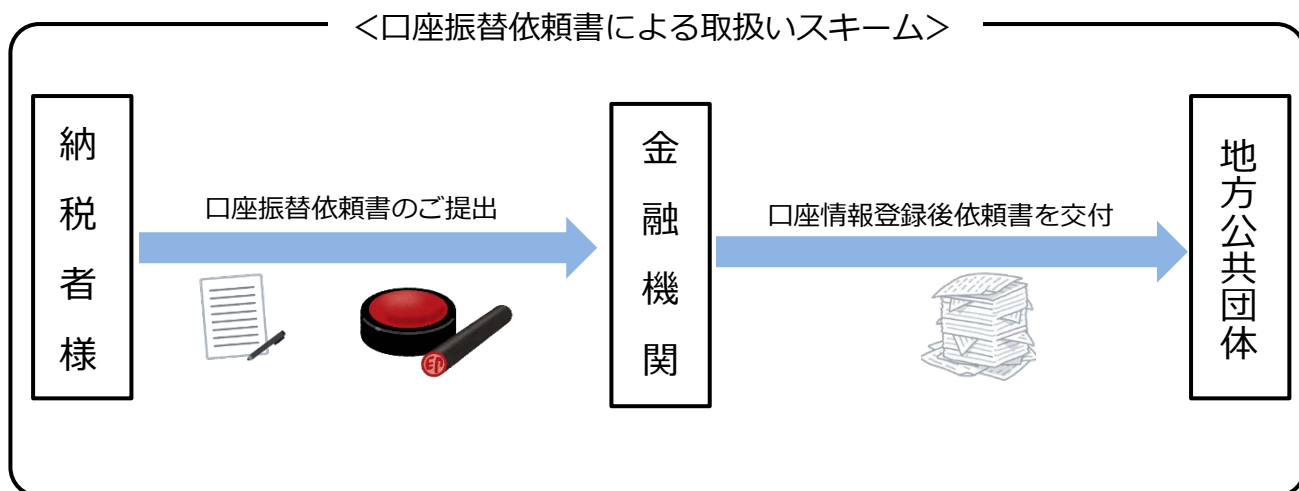 <口座振替依頼書による取扱いスキーム>
納税者様
口座振替依頼書のご提出
印
金融機関
口座情報登録後依頼書を交付
地方公共団体